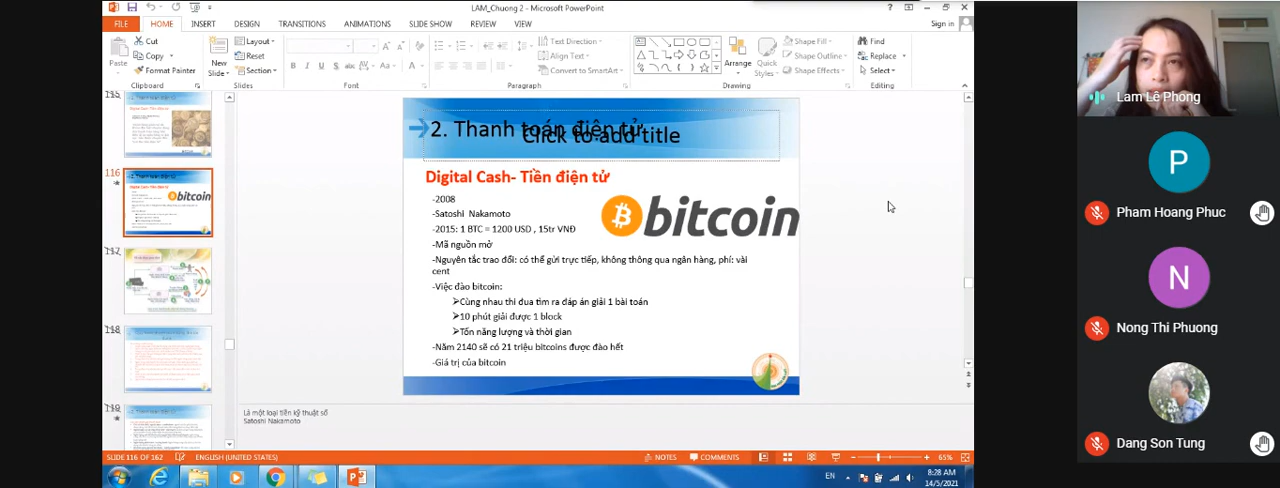 LAM_Chuong 2 - Microsoft PowerPoint
FILE HOME INSERT DESIGN TRANSITIONS ANIMATIONS SLIDE SHOW REVIEW VIEW Sign in
Paste
Cut
Copy
Format Painter
Clipboard
New
Slide
Layout
Reset
Section
Slides
Font
Text Direction
Align Text
Convert to SmartArt
Paragraph
Arrange
Quick
Styles
Shape Fill
Shape Outline
Shape Effects
Drawing
Find
Replace
Select
Editing
115
116
117
118
119
2. Thanh toán điện tử
Click to add title
Digital Cash- Tiền điện tử
bitcoin
-2008
-Satoshi Nakamoto
-2015: 1 BTC = 1200 USD , 15tr VNĐ
-Mã nguồn mở
-Nguyên tắc trao đổi: có thể gửi trực tiếp, không thông qua ngân hàng, phí: vài
cent
-Việc đào bitcoin:
➢Cùng nhau thi đua tìm ra đáp án giải 1 bài toán
➢10 phút giải được 1 block
➢Tốn năng lượng và thời gian
-Năm 2140 sẽ có 21 triệu bitcoins được đào hết
-Giá trị của bitcoin
Là một loại tiền kỹ thuật số
Satoshi Nakamoto
SLIDE 116 OF 162 ENGLISH (UNITED STATES) NOTES COMMENTS 65%
EN 8:28 AM
14/5/2021
Lam Lê Phong
P
Pham Hoang Phuc
N
Nong Thi Phuong
Dang Son Tung